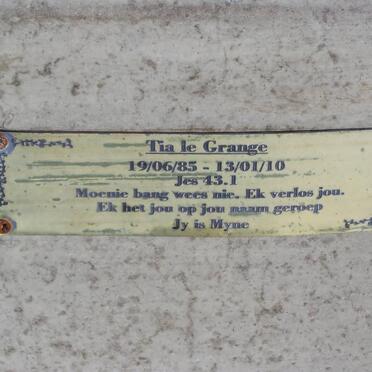 Tia le Grange
19/06/85 - 13/01/10
Jes 43.1
Moenie bang wees nie. Ek verlos jou.
Ek het jou op jou naam geroep
Jy is Myne